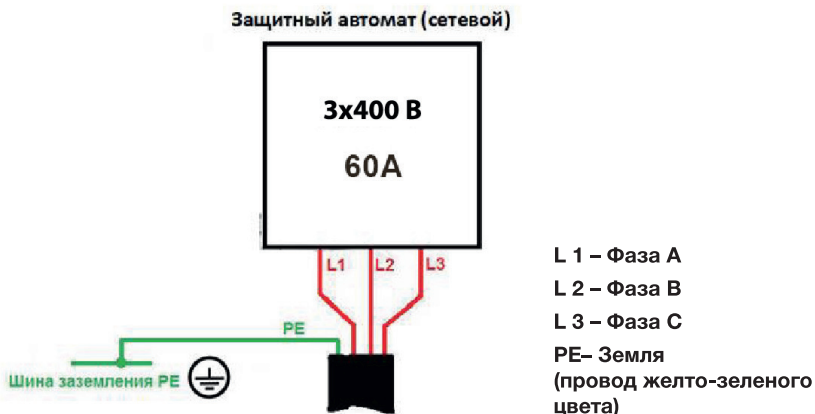 Защитный автомат (сетевой)
3х400 В
60А
L1
L2
L3
PE
Шина заземления PE
L 1 – Фаза А
L 2 – Фаза В
L 3 – Фаза С
PE– Земля
(провод желто-зеленого
цвета)